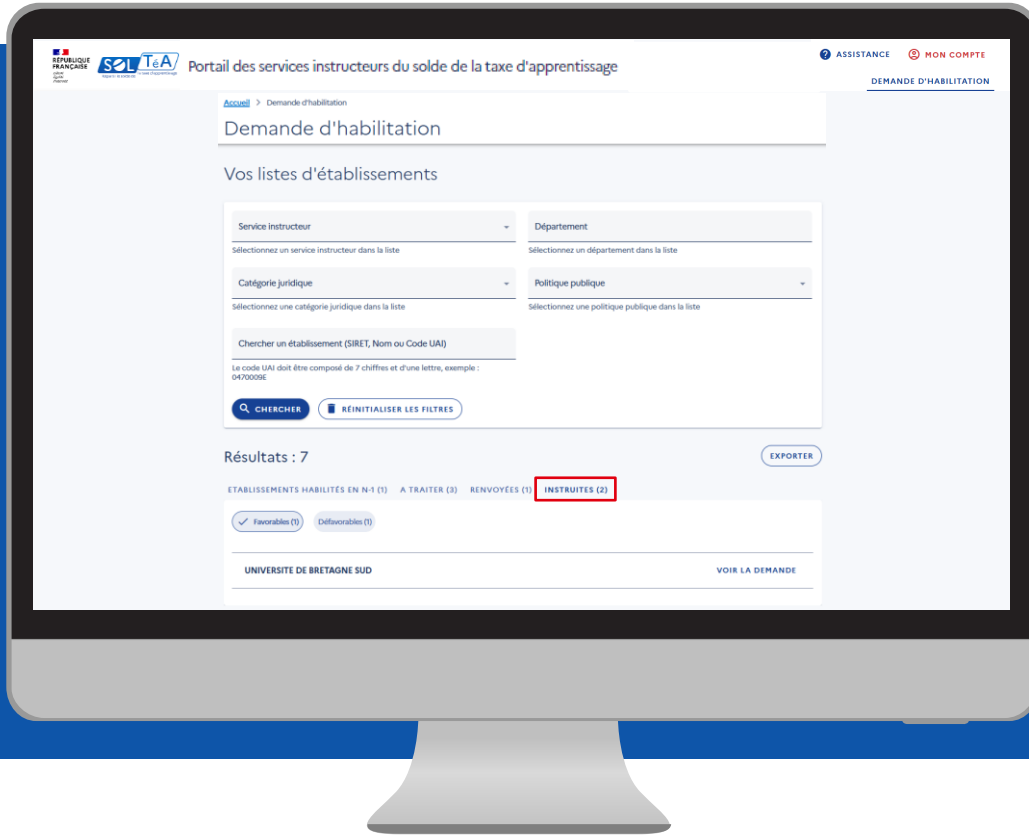 RÉPUBLIQUE
FRANÇAISE
SOLTéA
Portail des services instructeurs du solde de la taxe d'apprentissage
ASSISTANCE
MON COMPTE
DEMANDE D'HABILITATION
Accueil > Demande d'habilitation
Demande d'habilitation
Vos listes d'établissements
Service instructeur
Département
Sélectionnez un service instructeur dans la liste
Sélectionnez un département dans la liste
Catégorie juridique
Politique publique
Sélectionnez une catégorie juridique dans la liste
Sélectionnez une politique publique dans la liste
Chercher un établissement (SIRET, Nom ou Code UAI)
Le code UAI doit être composé de 7 chiffres et d'une lettre, exemple :
0470009E
CHERCHER
RÉINITIALISER LES FILTRES
Résultats : 7
EXPORTER
ETABLISSEMENTS HABILITÉS EN N-1 (1) A TRAITER (3) RENVOYÉES (1) INSTRUITES (2)
Favorables (1) Défavorables (1)
UNIVERSITE DE BRETAGNE SUD
VOIR LA DEMANDE